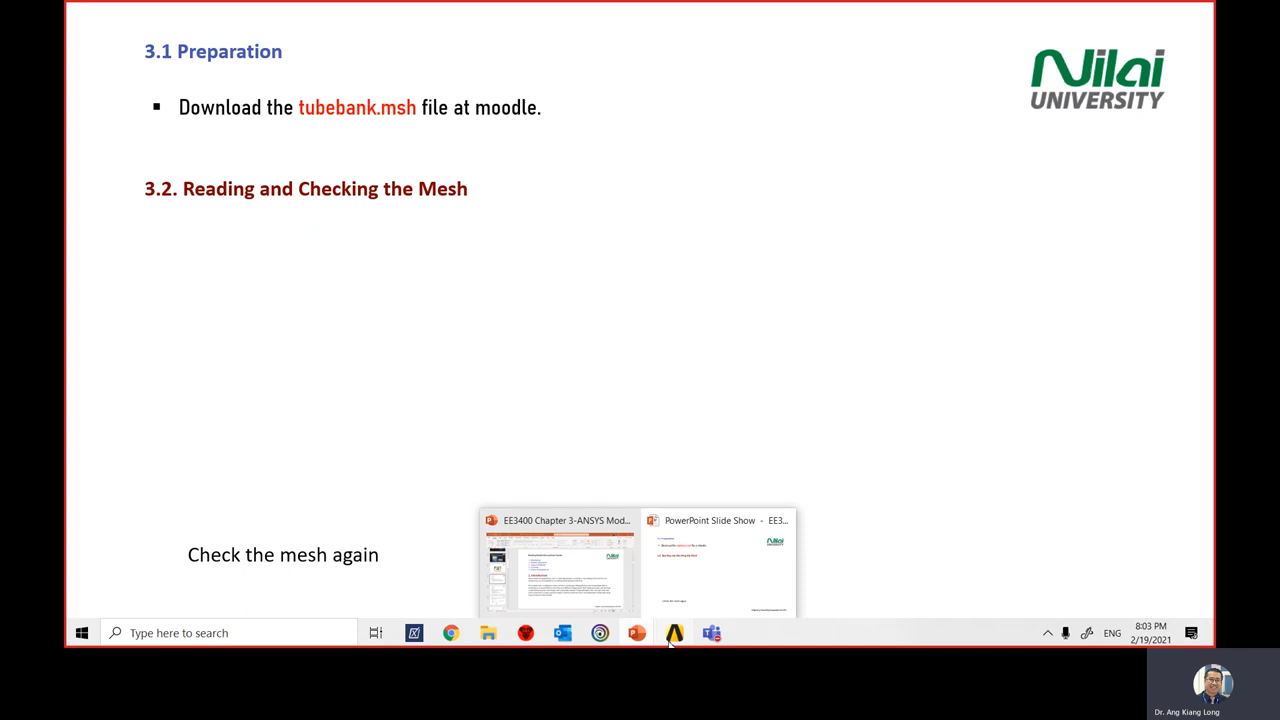 3.1 Preparation
Nilai
UNIVERSITY
▪ Download the tubebank.msh file at moodle.
3.2. Reading and Checking the Mesh
EE3400 Chapter 3-ANSYS Mod...
PowerPoint Slide Show - EE3...
Check the mesh again
Type here to search
ENG
8:03 PM
2/19/2021
Dr. Ang Kiang Long